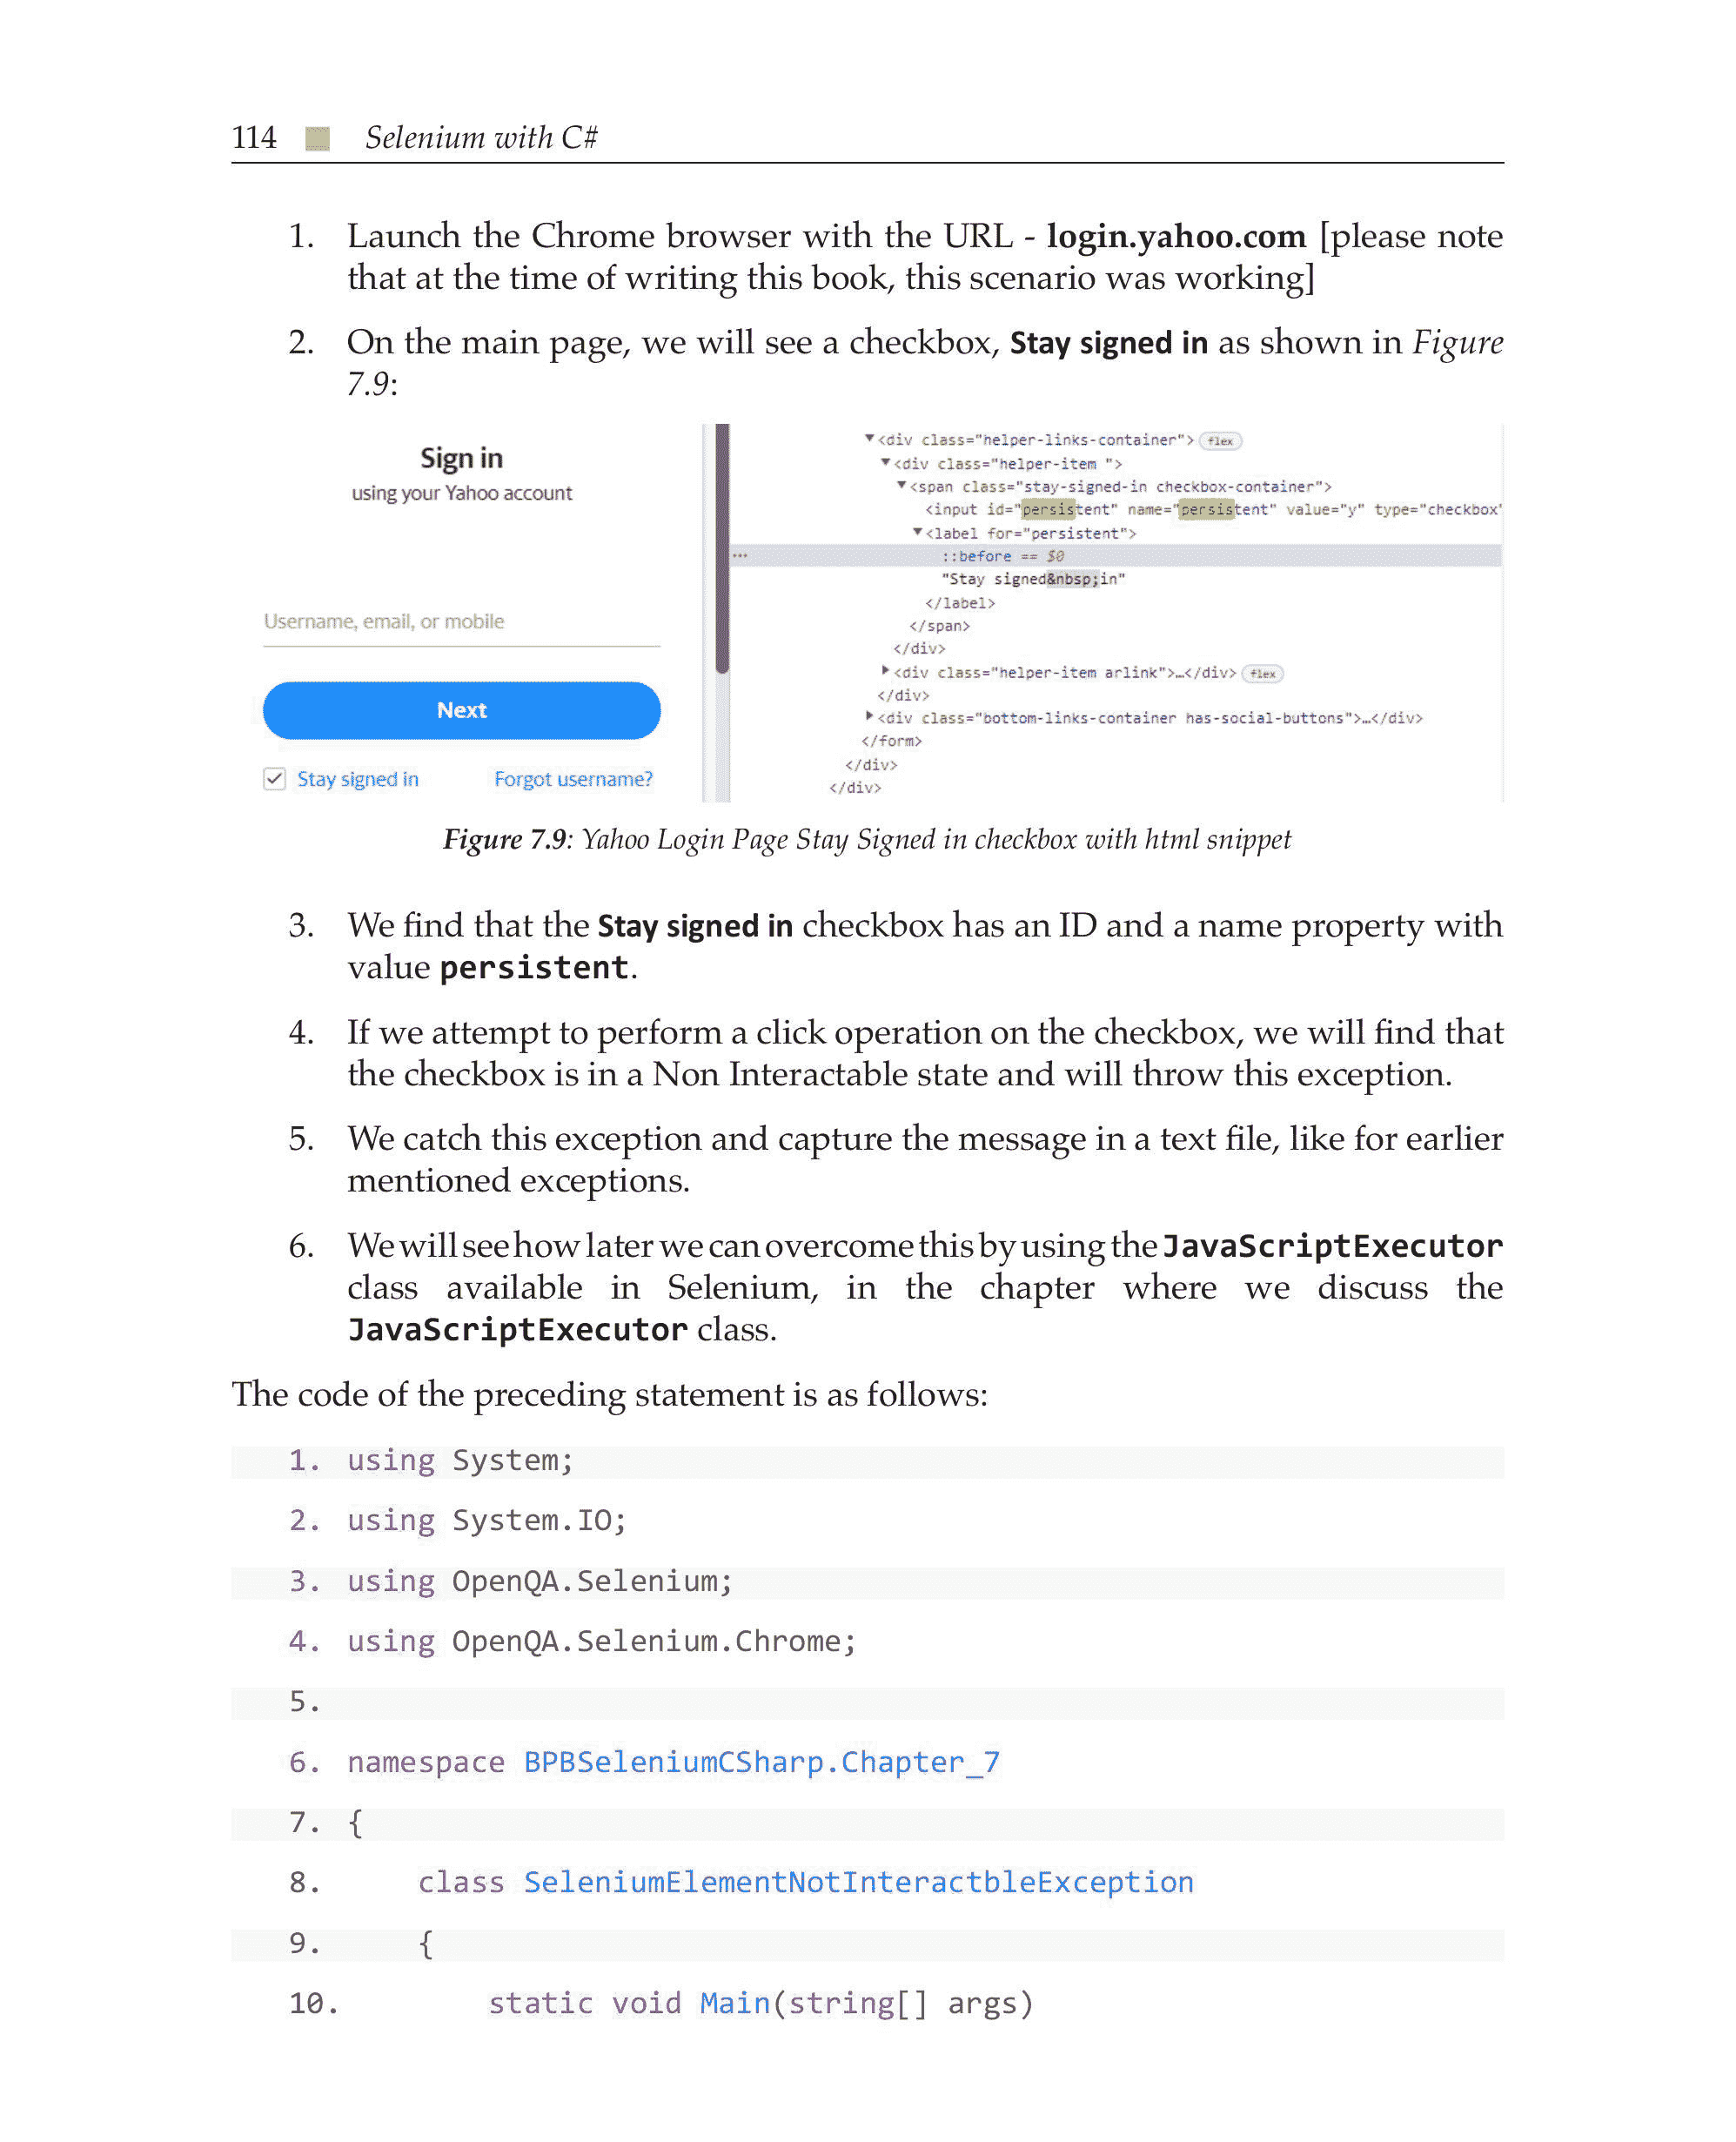 114 Selenium with C#
1. Launch the Chrome browser with the URL - login.yahoo.com [please note
that at the time of writing this book, this scenario was working]
2. On the main page, we will see a checkbox, Stay signed in as shown in Figure
7.9:
Sign in
using your Yahoo account
Username, email, or mobile
Next
Stay signed in Forgot username?
<div class="helper-links-container"> flex
<div class="helper-item ">
<span class="stay-signed-in checkbox-container">
<input id="persistent" name="persistent" value="y" type="checkbox"
<label for="persistent">
... ::before == $0
"Stay signed&nbsp;in"
</label>
</span>
</div>
<div class="helper-item arlink">…</div> flex
</div>
<div class="bottom-links-container has-social-buttons">…</div>
</form>
</div>
</div>
Figure 7.9: Yahoo Login Page Stay Signed in checkbox with html snippet
3. We find that the Stay signed in checkbox has an ID and a name property with
value persistent.
4. If we attempt to perform a click operation on the checkbox, we will find that
the checkbox is in a Non Interactable state and will throw this exception.
5. We catch this exception and capture the message in a text file, like for earlier
mentioned exceptions.
6. We will see how later we can overcome this by using the JavaScriptExecutor
class available in Selenium, in the chapter where we discuss the
JavaScriptExecutor class.
The code of the preceding statement is as follows:
1. using System;
2. using System.IO;
3. using OpenQA.Selenium;
4. using OpenQA.Selenium.Chrome;
5.
6. namespace BPBSeleniumCSharp.Chapter_7
7. {
8. class SeleniumElementNotInteractbleException
9. {
10. static void Main(string[] args)